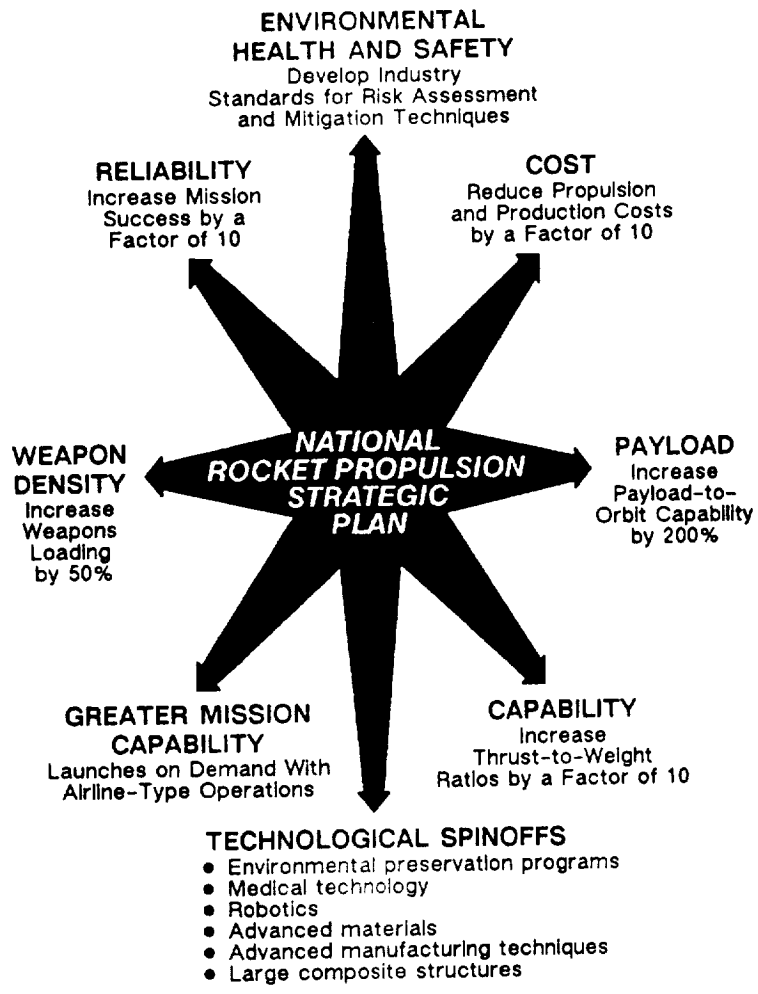 ENVIRONMENTAL
HEALTH AND SAFETY
Develop Industry
Standards for Risk Assessment
and Mitigation Techniques
RELIABILITY
Increase Mission
Success by a
Factor of 10
COST
Reduce Propulsion
and Production Costs
by a Factor of 10
WEAPON
DENSITY
Increase
Weapons
Loading
by 50%
NATIONAL
ROCKET PROPULSION
STRATEGIC
PLAN
PAYLOAD
Increase
Payload-to-
Orbit Capability
by 200%
GREATER MISSION
CAPABILITY
Launches on Demand With
Airline-Type Operations
CAPABILITY
Increase
Thrust-to-Weight
Ratios by a Factor of 10
TECHNOLOGICAL SPINOFFS
● Environmental preservation programs
● Medical technology
● Robotics
● Advanced materials
● Advanced manufacturing techniques
● Large composite structures